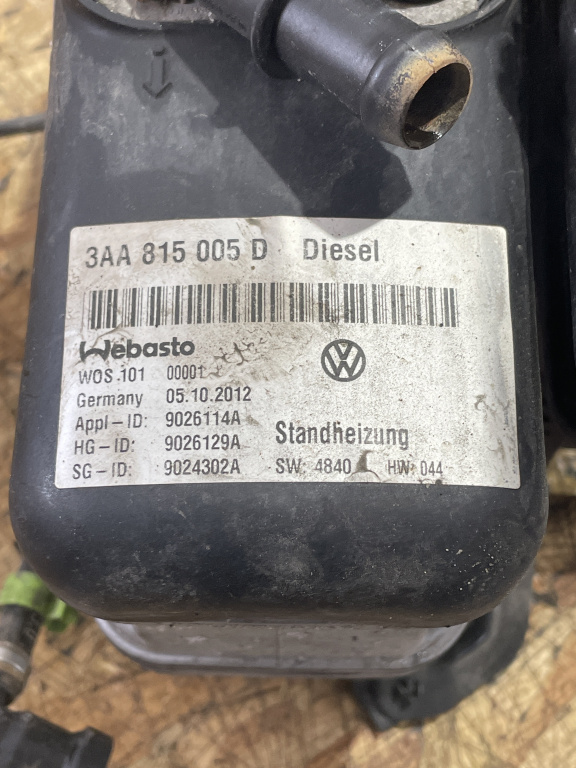 3AA 815 005 D Diesel
Webasto
WOS 101 00001
Germany 05.10.2012
Appl-ID: 9026114A
HG-ID: 9026129A Standheizung
SG-ID: 9024302A SW: 4840 HW: 044